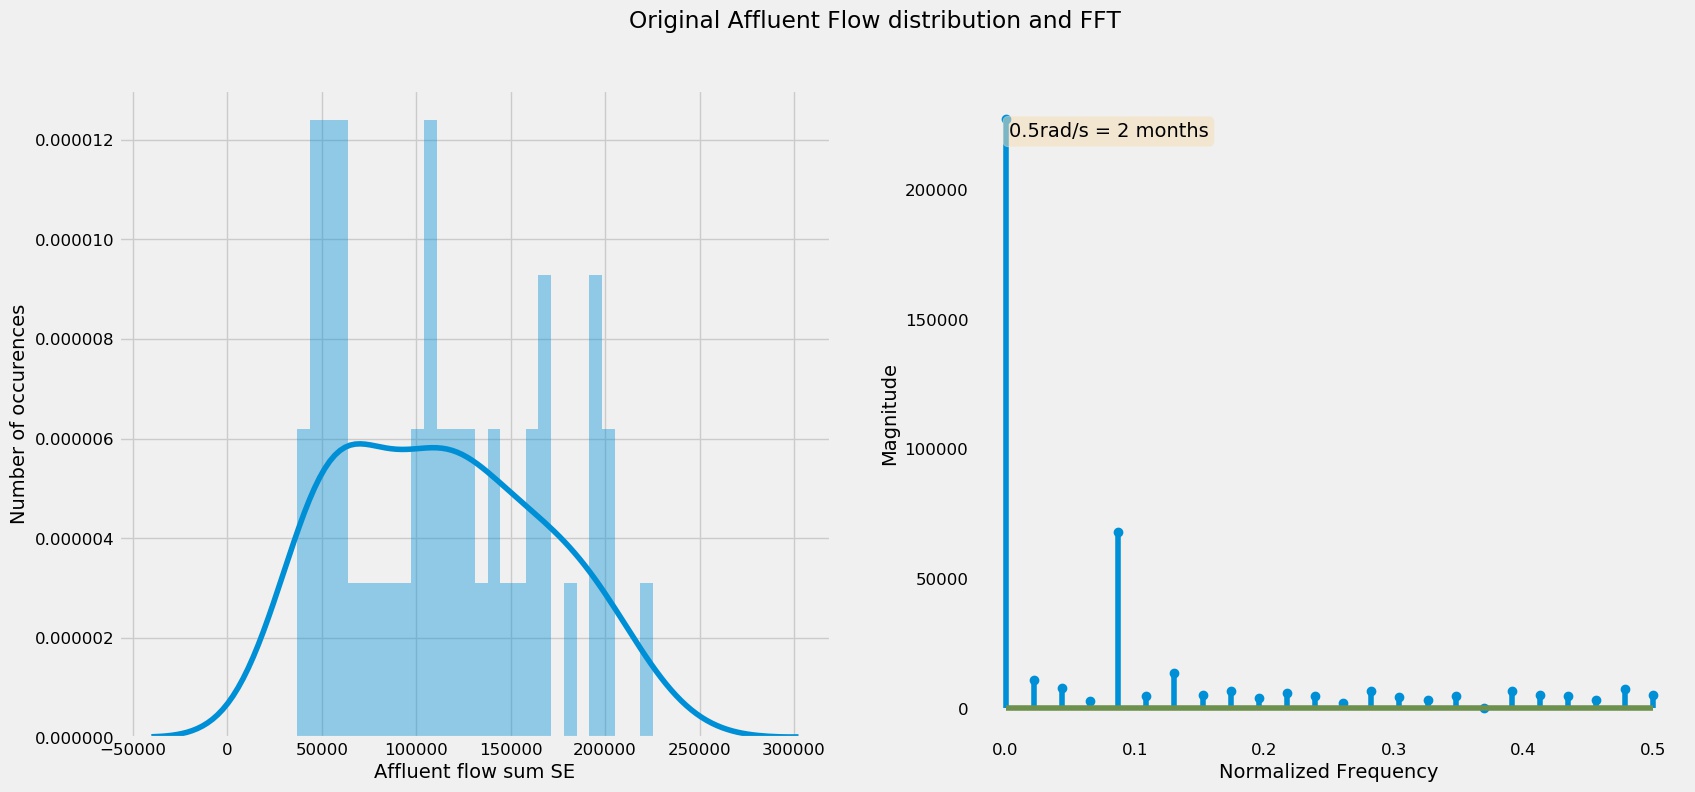 Original Affluent Flow distribution and FFT
0.000012
0.000010
0.000008
0.000006
0.000004
0.000002
0.000000
Number of occurences
−50000 0 50000 100000 150000 200000 250000 300000
Affluent flow sum SE
0.5rad/s = 2 months
200000
150000
100000
50000
0
Magnitude
0.0 0.1 0.2 0.3 0.4 0.5
Normalized Frequency